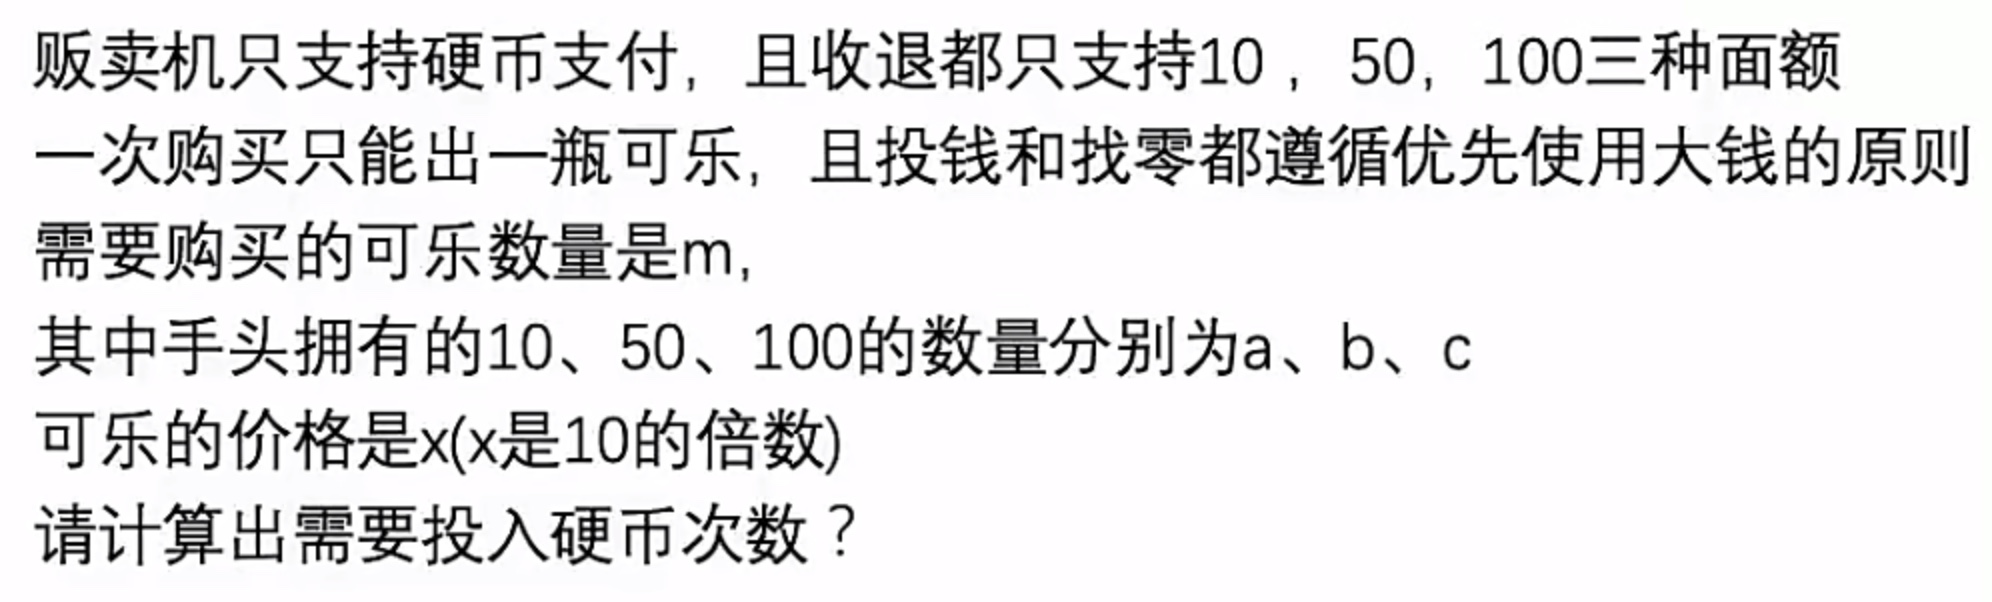 贩卖机只支持硬币支付，且收退都只支持10 ，50，100三种面额
一次购买只能出一瓶可乐，且投钱和找零都遵循优先使用大钱的原则
需要购买的可乐数量是m，
其中手头拥有的10、50、100的数量分别为a、b、c
可乐的价格是x(x是10的倍数)
请计算出需要投入硬币次数？